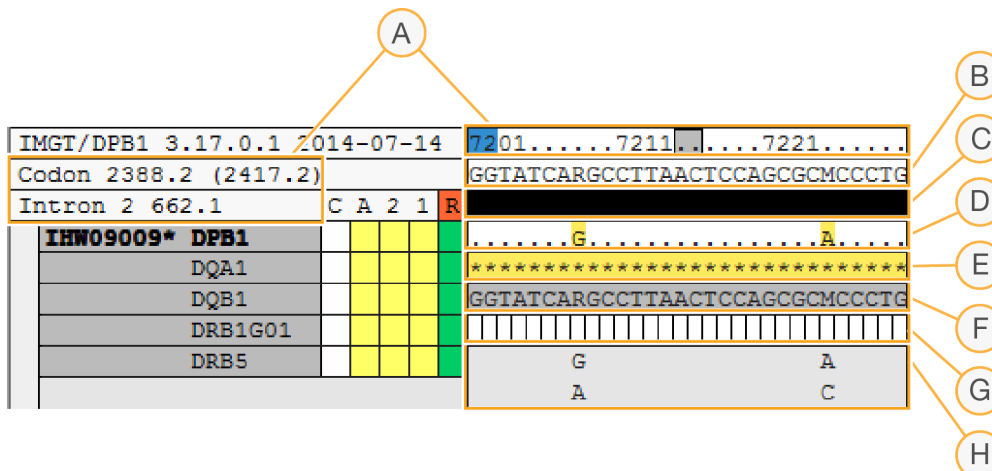 A
B
IMGT/DPB1 3.17.0.1 2014-07-14 7201......7211......7221......
C
Codon 2388.2 (2417.2) GGTATCARGCCTTAACTCCAGCGCMCCCTG
Intron 2 662.1 C A 2 1 R
D
IHW09009* DPB1 .......G................A.....
E
DQA1 ******************************
DQB1 GGTATCARGCCTTAACTCCAGCGCMCCCTG
F
DRB1G01
DRB5 G A
G
A C
H